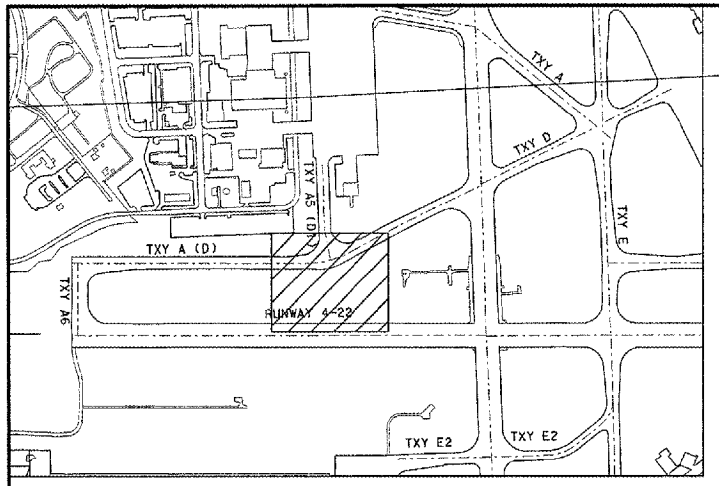 TXY A
TXY D
TXY A5 (D
TXY E
TXY A (D)
TXY A6
RUNWAY 4-22
TXY E2
TXY E2